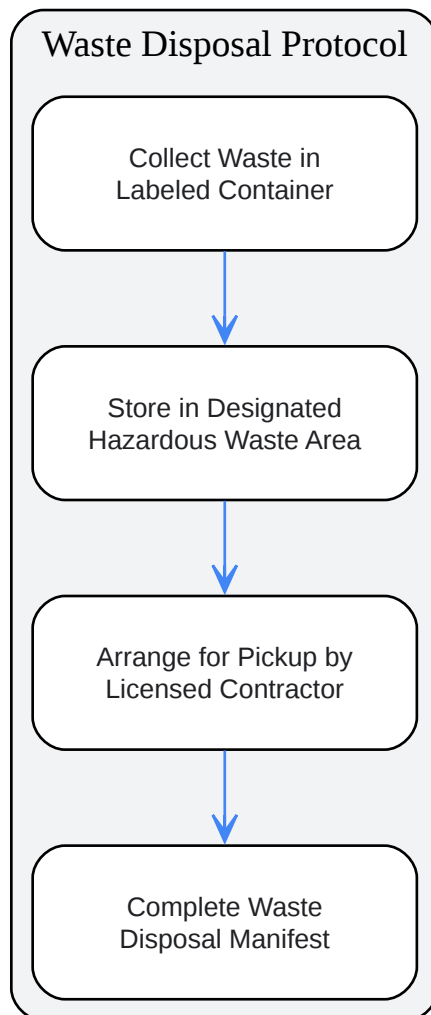 Waste Disposal Protocol
Collect Waste in
Labeled Container
Store in Designated
Hazardous Waste Area
Arrange for Pickup by
Licensed Contractor
Complete Waste
Disposal Manifest